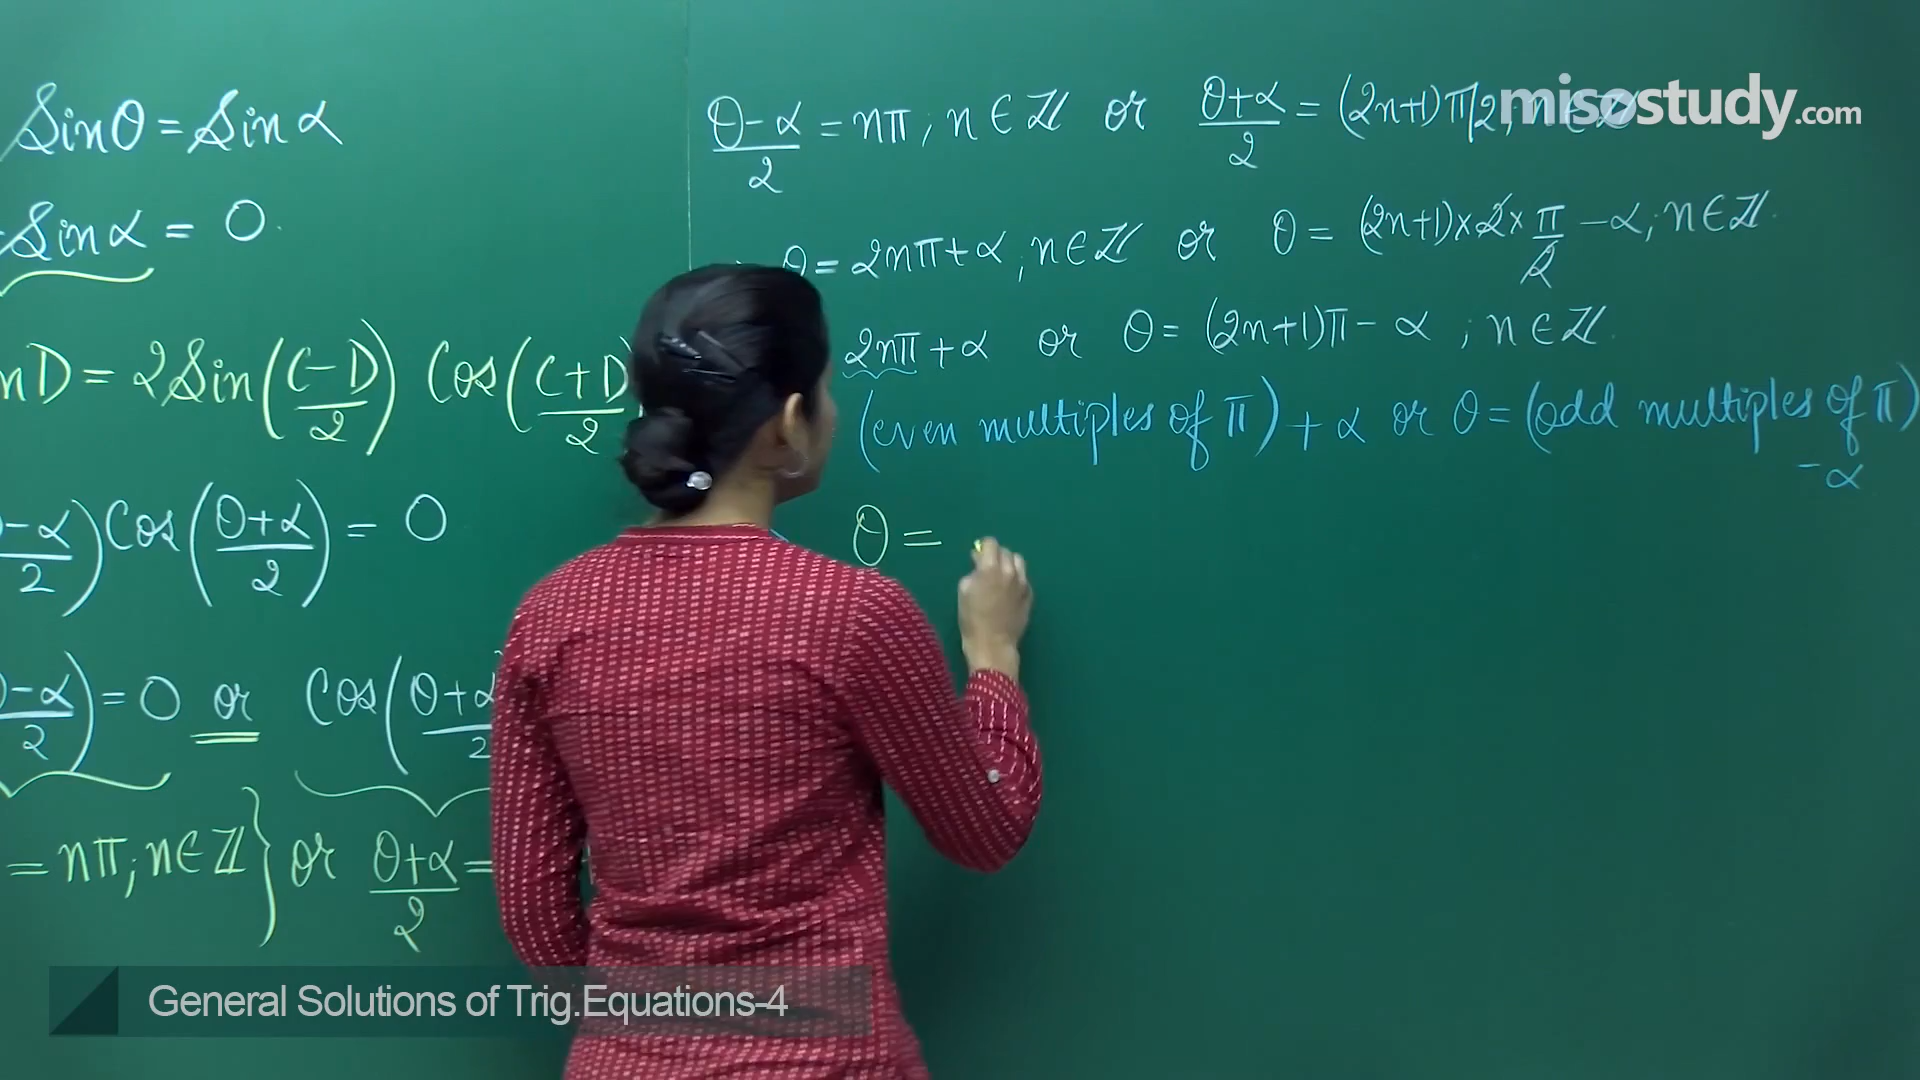 Sinθ = Sinα
Sinα = 0.
nD = 2Sin((C-D)/2) Cos((C+D)/2
-α/2) Cos((θ+α)/2) = 0
-α/2) = 0 or Cos(θ+α/2
= nπ; n∈ℤ} or (θ+α)/2 =
(θ-α)/2 = nπ; n∈ℤ or (θ+α)/2 = (2n+1)π/2; n∈ℤ
θ = 2nπ+α; n∈ℤ or θ = (2n+1)×2×π/2 -α; n∈ℤ.
2nπ+α or θ = (2n+1)π-α ; n∈ℤ.
(even multiples of π) + α or θ = (odd multiples of π)
-α
θ =
misostudy.com
General Solutions of Trig.Equations-4